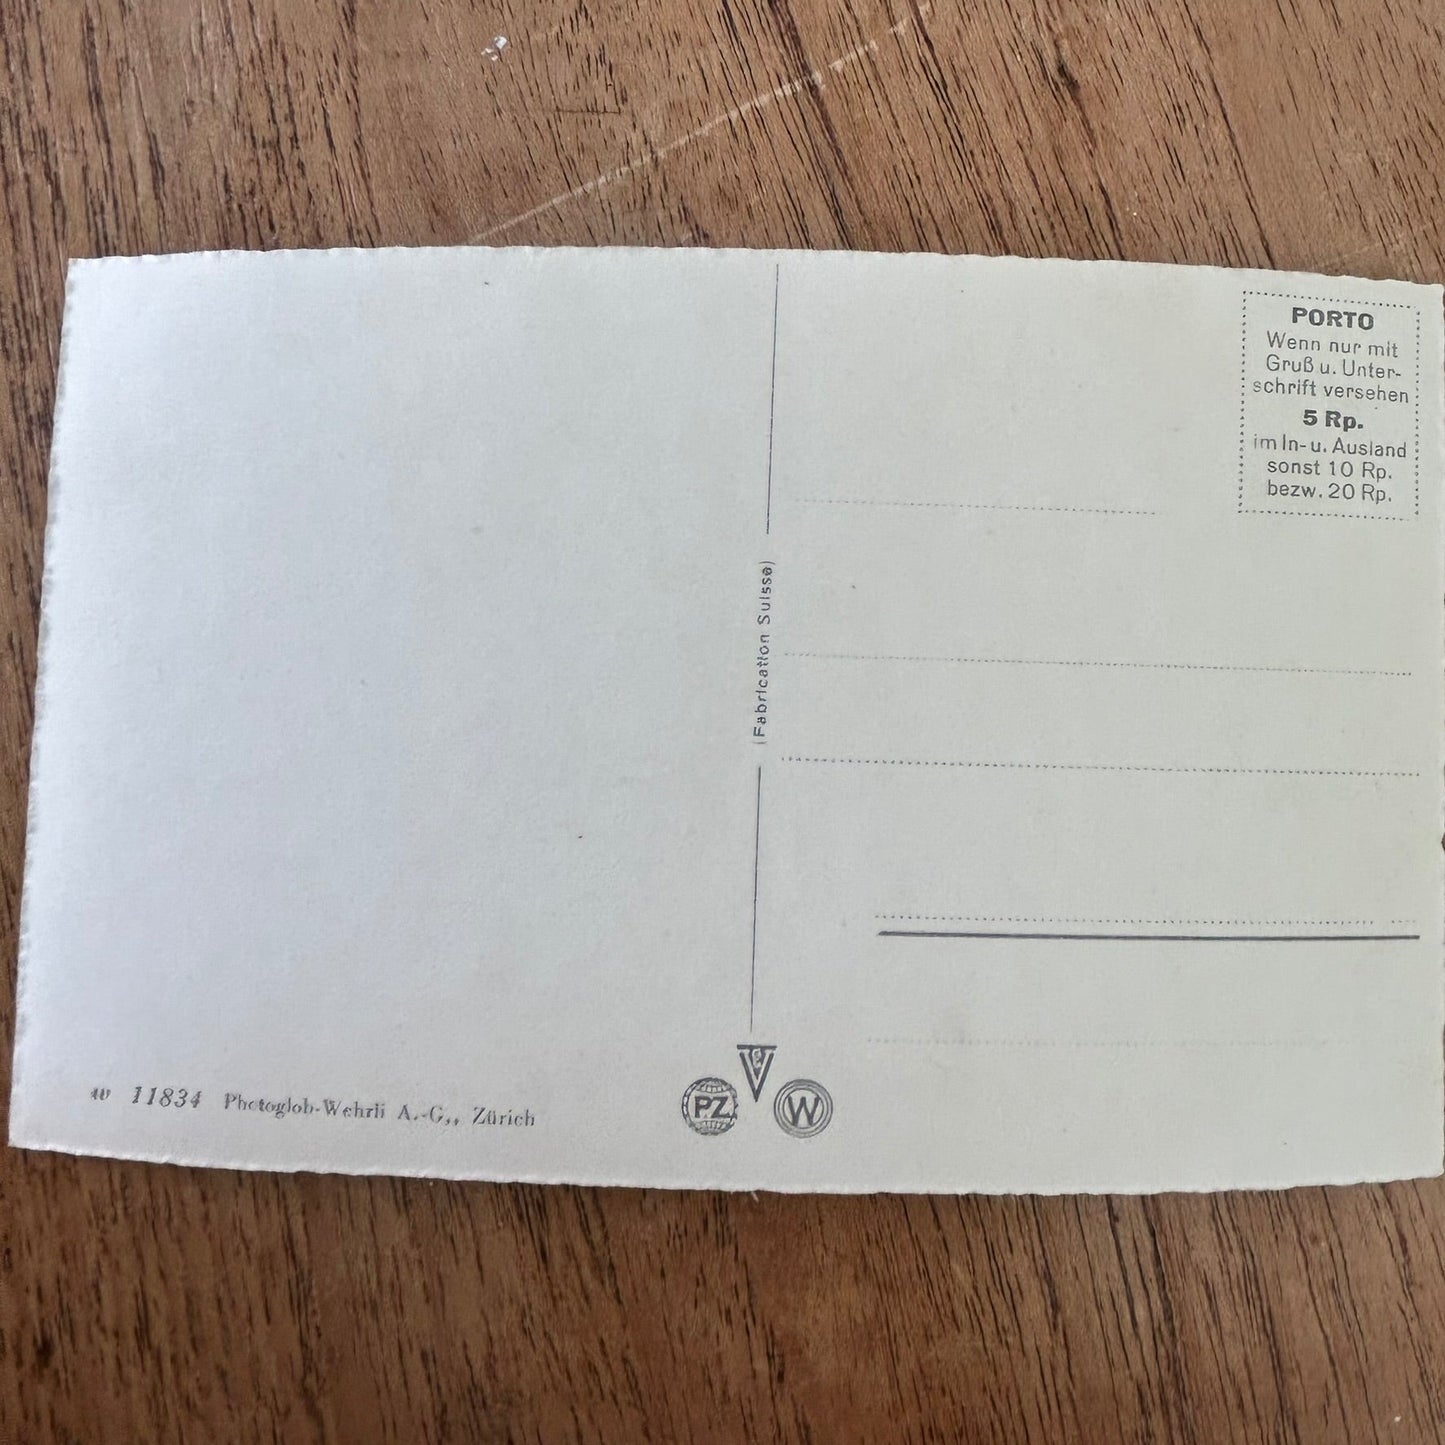 PORTO
Wenn nur mit
Gruß u. Unter-
schrift versehen
5 Rp.
im In- u. Ausland
sonst 10 Rp.
bezw. 20 Rp.
(Fabrication Suisse)
11834 Photoglob-Wehrli A.-G., Zürich
PZ
W